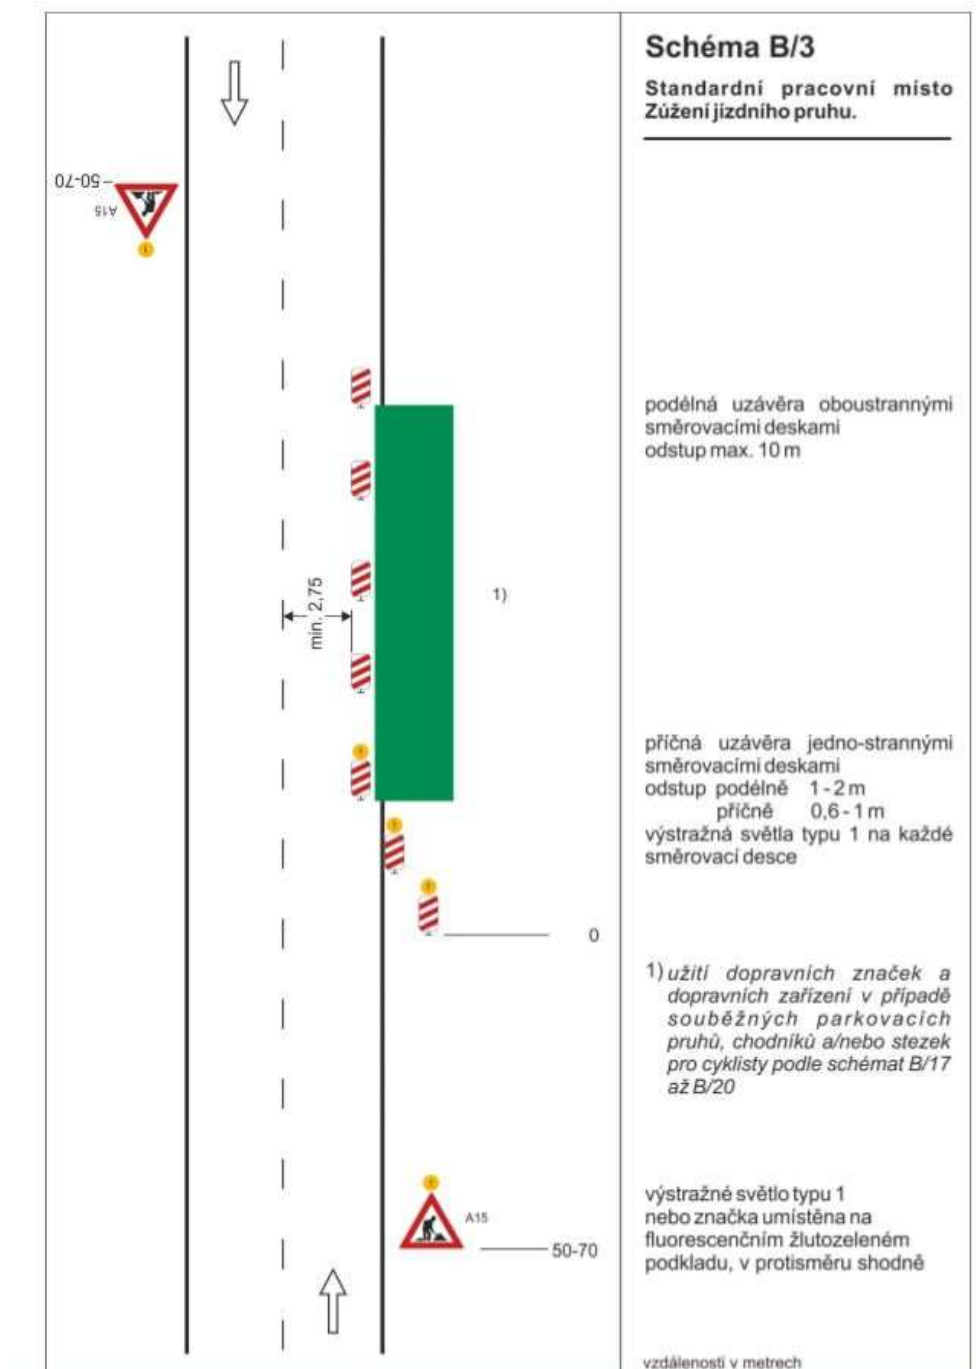 Schéma B/3
Standardní pracovní místo
Zúžení jízdního pruhu.
50-70
A15
podélná uzávěra oboustrannými
směrovacími deskami
odstup max. 10 m
min. 2,75
1)
příčná uzávěra jedno-strannými
směrovacími deskami
odstup podélně 1 - 2 m
příčně 0,6 - 1 m
výstražná světla typu 1 na každé
směrovací desce
0
1) užití dopravních značek a
dopravních zařízení v případě
souběžných parkovacích
pruhů, chodníků a/nebo stezek
pro cyklisty podle schémat B/17
až B/20
výstražné světlo typu 1
nebo značka umístěna na
fluorescenčním žlutozeleném
podkladu, v protisměru shodně
A15
50-70
vzdálenosti v metrech